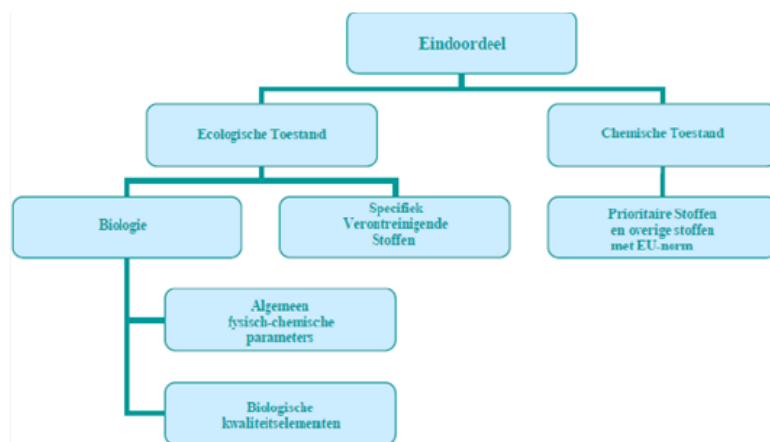 Eindoordeel
Ecologische Toestand
Chemische Toestand
Biologie
Specifiek
Verontreinigende
Stoffen
Prioritaire Stoffen
en overige stoffen
met EU-norm
Algemeen
fysisch-chemische
parameters
Biologische
kwaliteitselementen